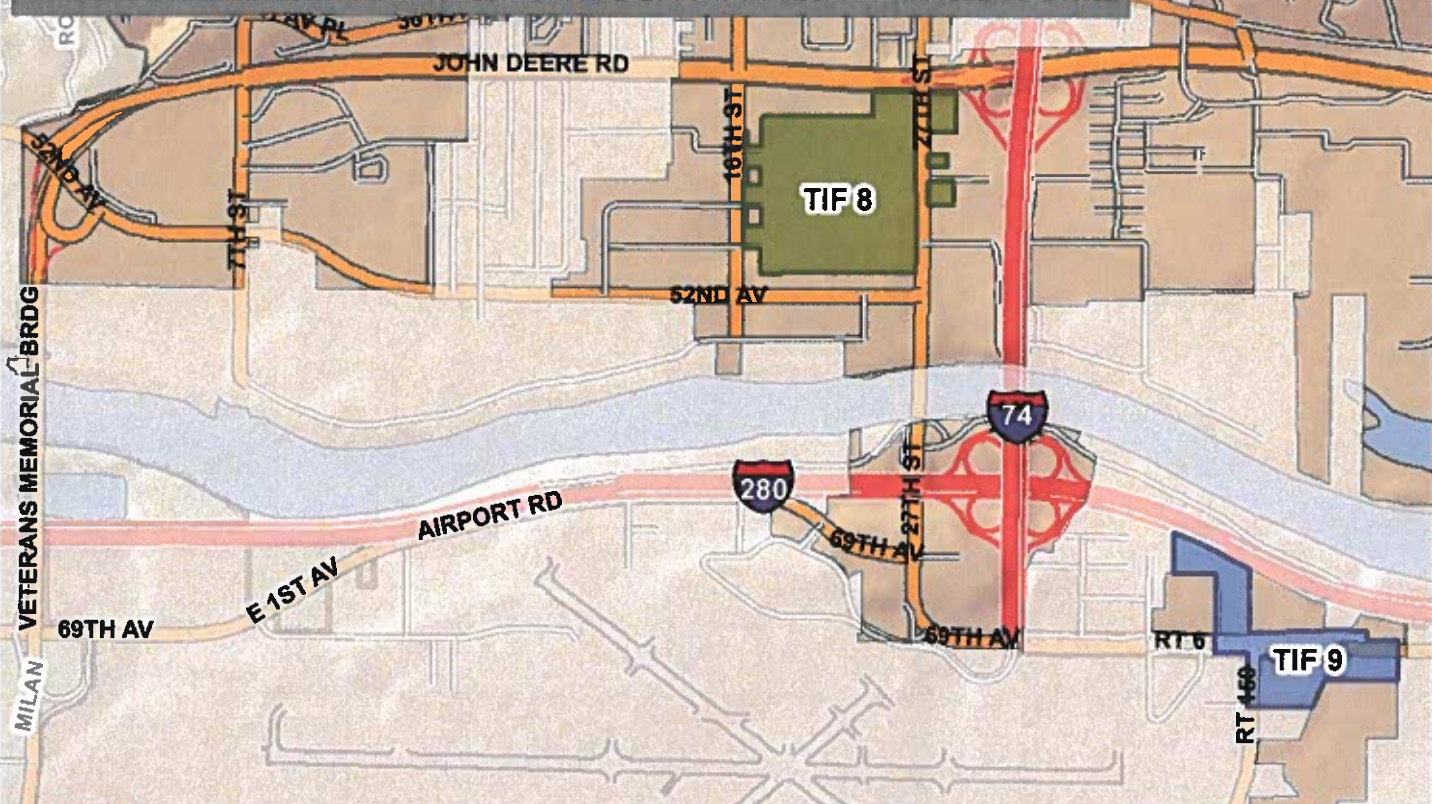 AV PL
JOHN DEERE RD
27TH ST
16TH ST
52ND AV
TIF 8
7TH ST
52ND AV
VETERANS MEMORIAL BRDG
74
280
27TH ST
AIRPORT RD
69TH AV
E 1ST AV
69TH AV
69TH AV
RT 6
TIF 9
MILAN
RT 150